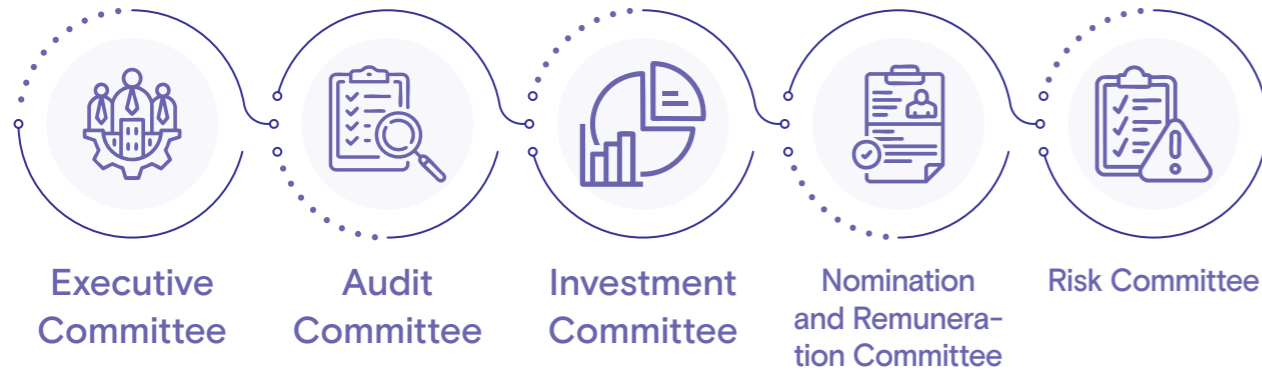 Executive
Committee
Audit
Committee
Investment
Committee
Nomination
and Remunera-
tion Committee
Risk Committee